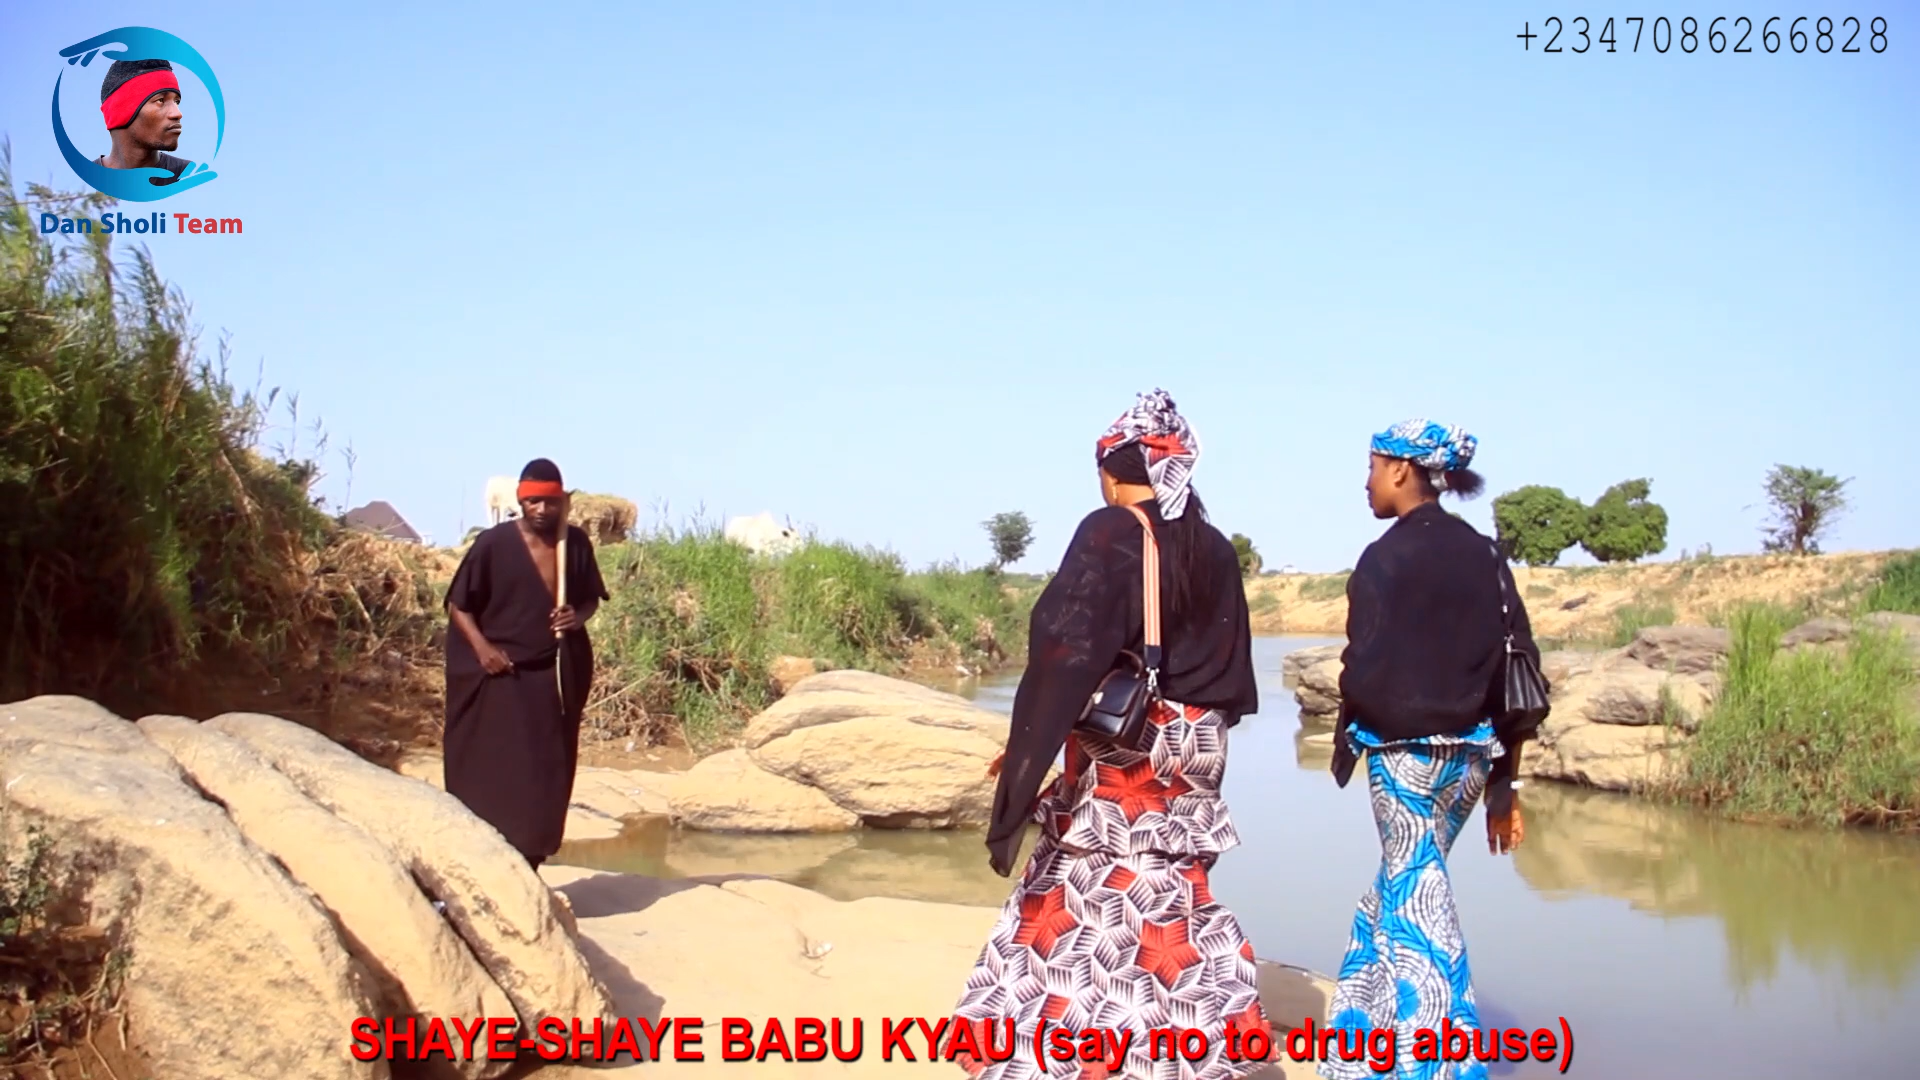 +2347086266828
Dan Sholi Team
SHAYE-SHAYE BABU KYAU (say no to drug abuse)